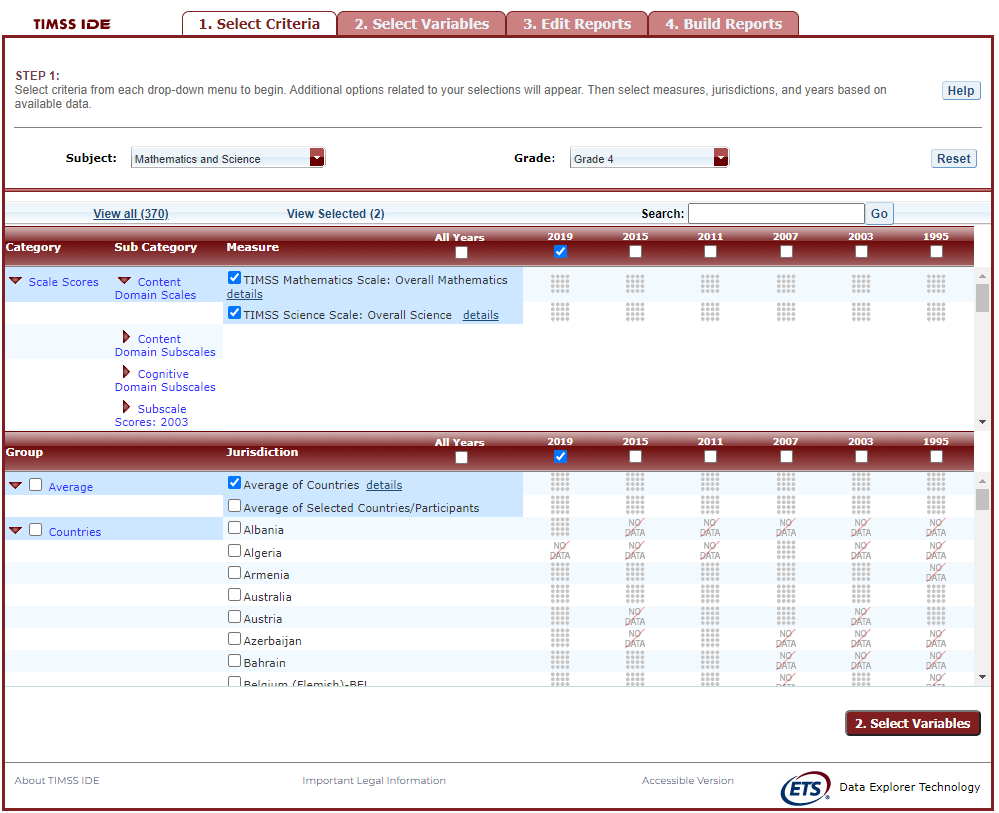 TIMSS IDE
1. Select Criteria
2. Select Variables
3. Edit Reports
4. Build Reports
STEP 1:
Select criteria from each drop-down menu to begin. Additional options related to your selections will appear. Then select measures, jurisdictions, and years based on
available data.
Help
Subject: Mathematics and Science
Grade: Grade 4
Reset
View all (370)
View Selected (2)
Search:
Go
Category Sub Category Measure All Years 2019 2015 2011 2007 2003 1995
Scale Scores
Content
Domain Scales
TIMSS Mathematics Scale: Overall Mathematics
details
TIMSS Science Scale: Overall Science details
Content
Domain Subscales
Cognitive
Domain Subscales
Subscale
Scores: 2003
Group Jurisdiction All Years 2019 2015 2011 2007 2003 1995
Average
Average of Countries details
Average of Selected Countries/Participants
Countries
Albania NO DATA NO DATA NO DATA NO DATA NO DATA
Algeria NO DATA NO DATA NO DATA NO DATA NO DATA
Armenia NO DATA
Australia
Austria NO DATA NO DATA
Azerbaijan NO DATA NO DATA NO DATA NO DATA
Bahrain NO DATA NO DATA NO DATA
Belgium (Flemish)-BEL NO DATA NO DATA
2. Select Variables
About TIMSS IDE
Important Legal Information
Accessible Version
ETS
Data Explorer Technology